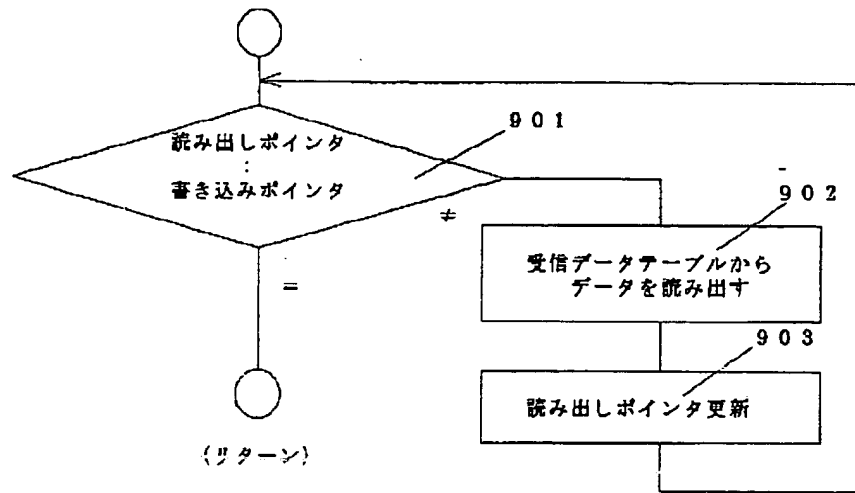 901
読み出しポインタ
:
書き込みポインタ
902
≠
受信データテーブルから
データを読み出す
=
903
読み出しポインタ更新
(リターン)